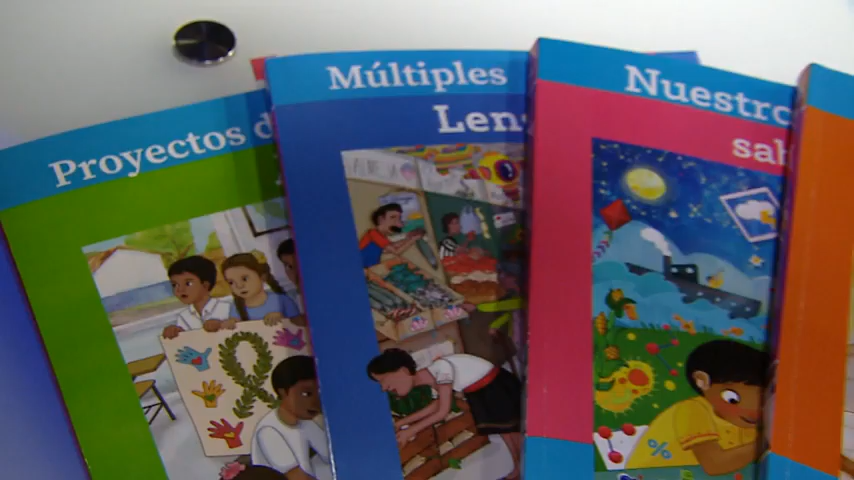 Proyectos d
Múltiples
Len
Nuestro
sab
%